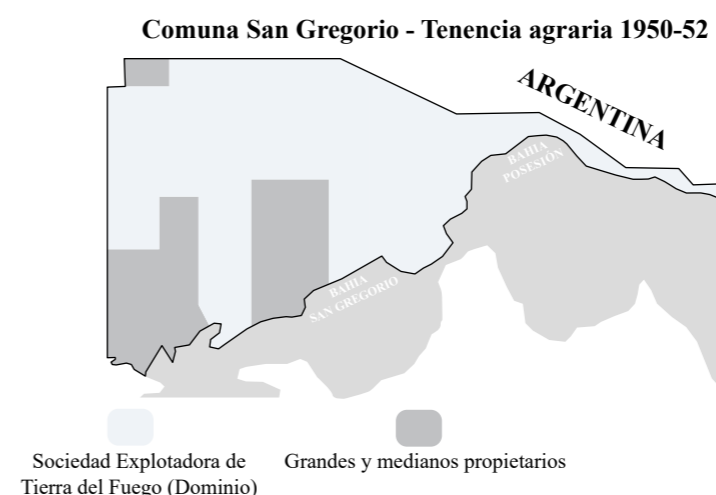 Comuna San Gregorio - Tenencia agraria 1950-52
ARGENTINA
BAHIA
POSESIÓN
BAHIA
SAN GREGORIO
Sociedad Explotadora de
Tierra del Fuego (Dominio)
Grandes y medianos propietarios